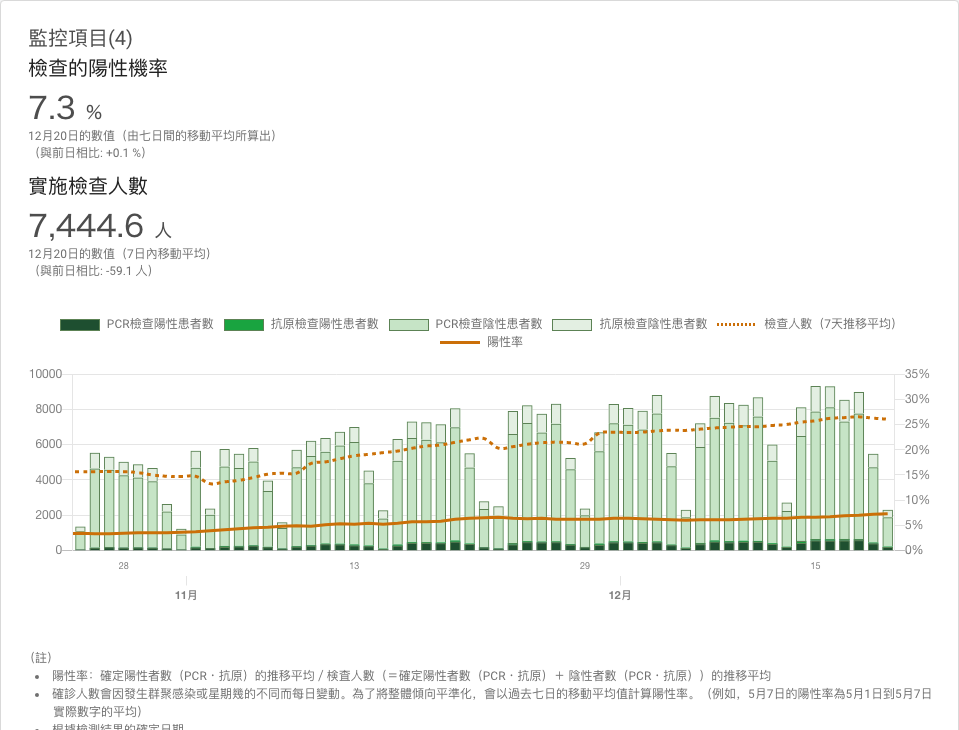 監控項目(4)
檢查的陽性機率
7.3 %
12月20日的數值（由七日間的移動平均所算出）
（與前日相比: +0.1 %）
實施檢查人數
7,444.6 人
12月20日的數值（7日內移動平均）
（與前日相比: -59.1 人）
PCR檢查陽性患者數 抗原檢查陽性患者數 PCR檢查陰性患者數 抗原檢查陰性患者數 檢查人數（7天推移平均）
陽性率
10000 35%
30%
8000
25%
6000
20%
4000
15%
10%
2000
5%
0 0%
28 13 29 15
11月 12月
（註）
陽性率：確定陽性者數（PCR・抗原）的推移平均 / 検査人數（＝確定陽性者數（PCR・抗原）＋ 陰性者數（PCR・抗原））的推移平均
確診人數會因發生群聚感染或星期幾的不同而每日變動。為了將整體傾向平準化，會以過去七日的移動平均值計算陽性率。（例如，5月7日的陽性率為5月1日到5月7日
實際數字的平均）
根據檢測結果的確定日期